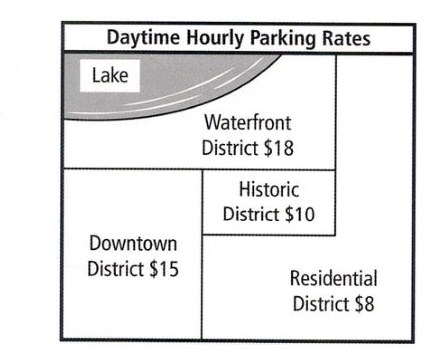 Daytime Hourly Parking Rates
Lake
Waterfront
District $18
Historic
District $10
Downtown
District $15
Residential
District $8